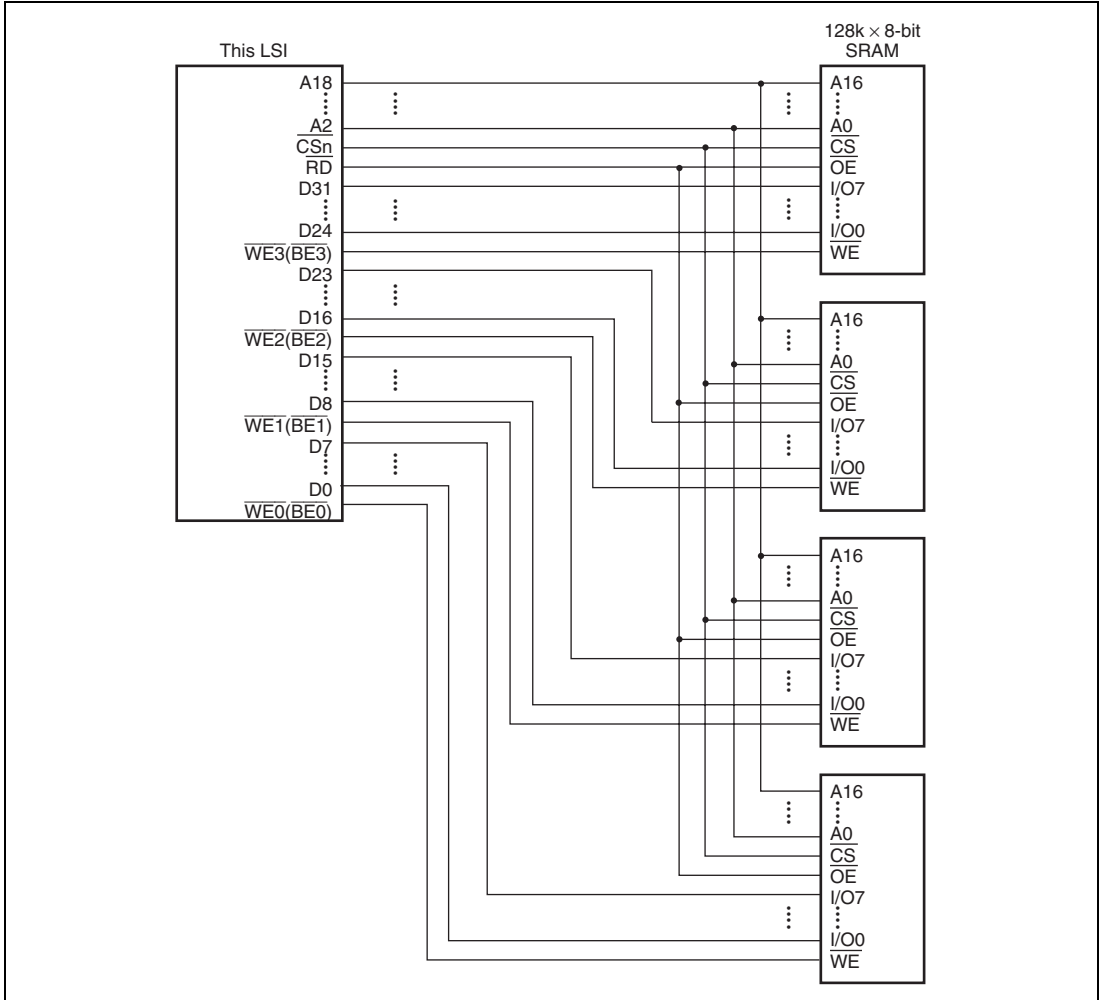 This LSI
A18
A2
CSn
RD
D31
D24
WE3(BE3)
D23
D16
WE2(BE2)
D15
D8
WE1(BE1)
D7
D0
WE0(BE0)
128k × 8-bit
SRAM
A16
A0
CS
OE
I/O7
I/O0
WE
A16
A0
CS
OE
I/O7
I/O0
WE
A16
A0
CS
OE
I/O7
I/O0
WE
A16
A0
CS
OE
I/O7
I/O0
WE